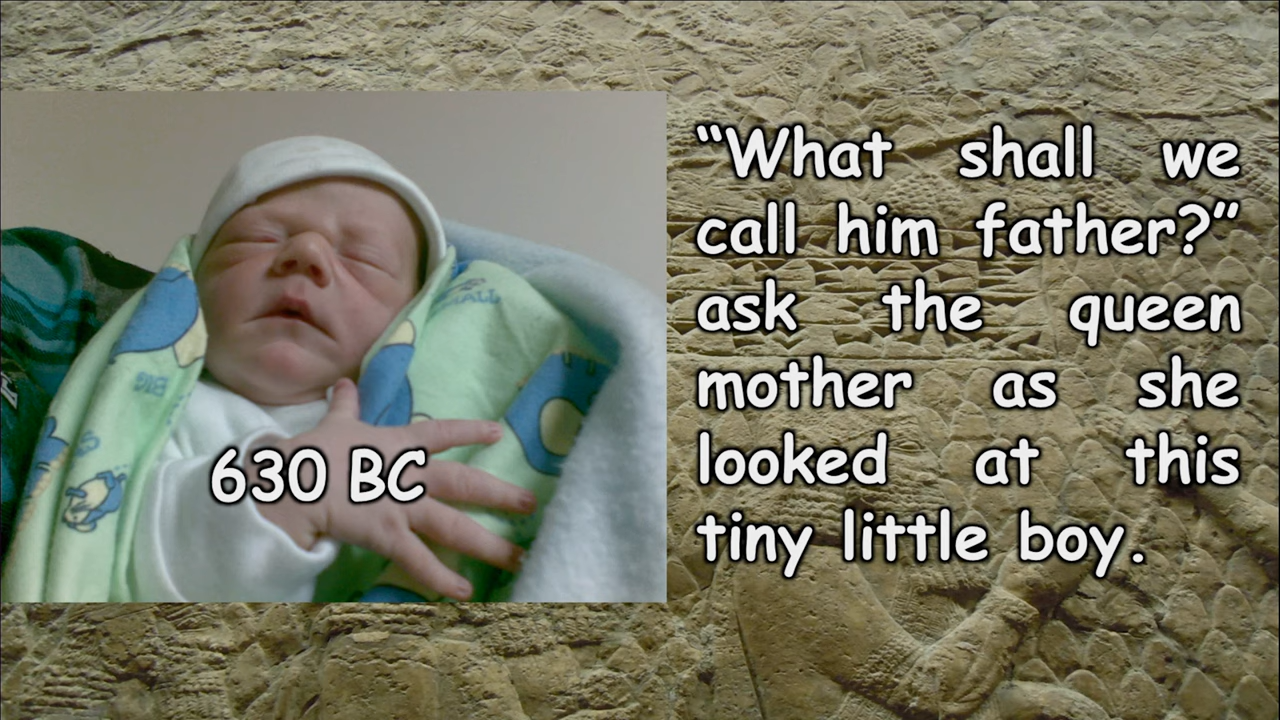 “What shall we
call him father?”
ask the queen
mother as she
looked at this
tiny little boy.
630 BC
BIG